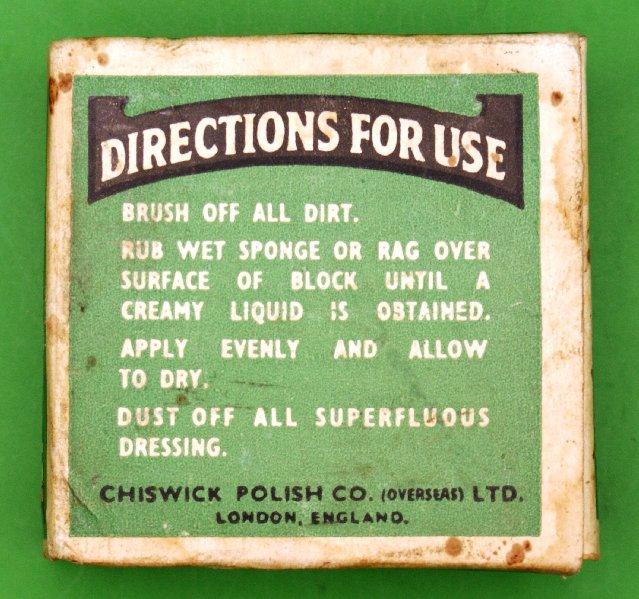 DIRECTIONS FOR USE
BRUSH OFF ALL DIRT.
RUB WET SPONGE OR RAG OVER
SURFACE OF BLOCK UNTIL A
CREAMY LIQUID IS OBTAINED.
APPLY EVENLY AND ALLOW
TO DRY.
DUST OFF ALL SUPERFLUOUS
DRESSING.
CHISWICK POLISH CO. (OVERSEAS) LTD.
LONDON, ENGLAND.